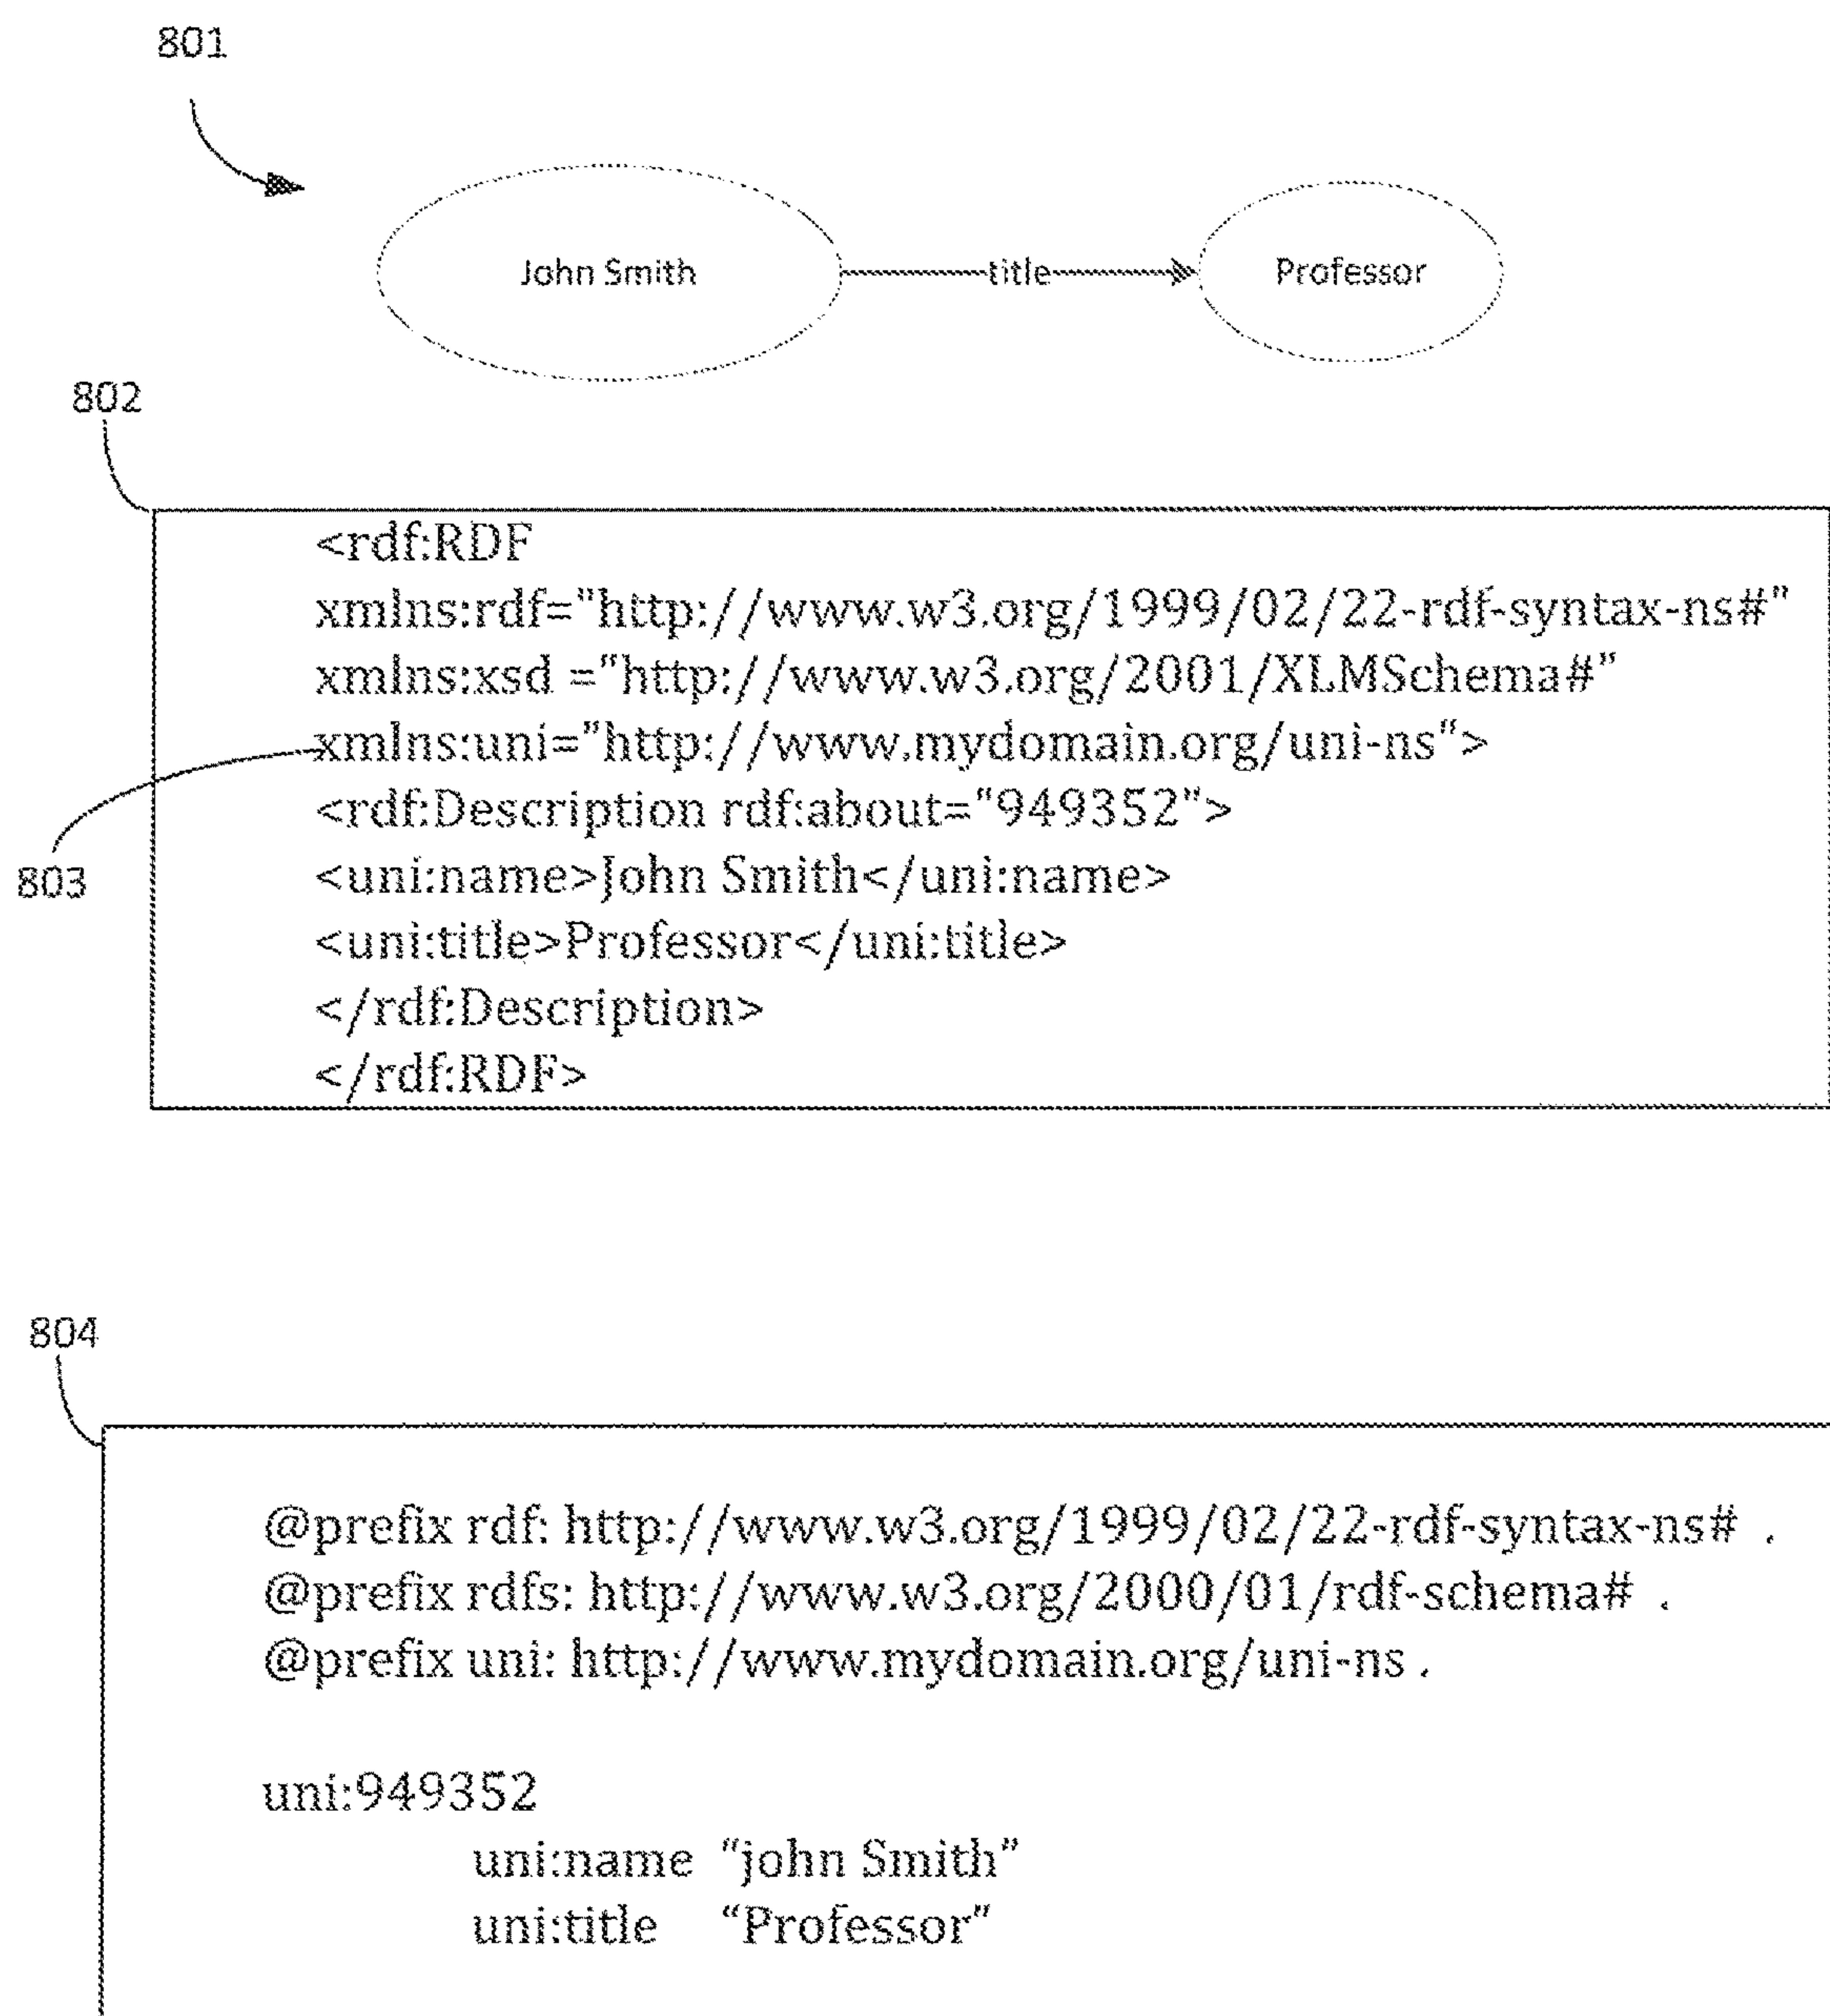 801
John Smith title Professor
802
<rdf:RDF
xmlns:rdf="http://www.w3.org/1999/02/22-rdf-syntax-ns#"
xmlns:xsd ="http://www.w3.org/2001/XLMSchema#"
xmlns:uni="http://www.mydomain.org/uni-ns">
<rdf:Description rdf:about="949352">
803
<uni:name>John Smith</uni:name>
<uni:title>Professor</uni:title>
</rdf:Description>
</rdf:RDF>
804
@prefix rdf: http://www.w3.org/1999/02/22-rdf-syntax-ns# .
@prefix rdfs: http://www.w3.org/2000/01/rdf-schema# .
@prefix uni: http://www.mydomain.org/uni-ns .
uni:949352
uni:name “john Smith”
uni:title “Professor”